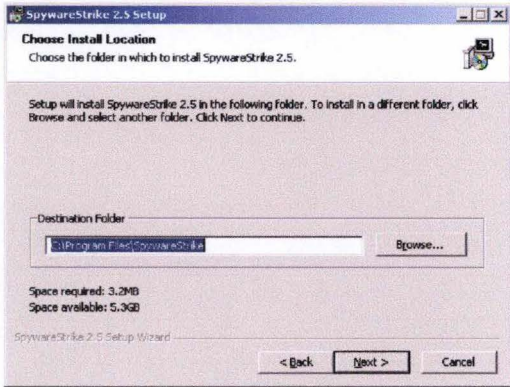 SpywareStrike 2.5 Setup
Choose Install Location
Choose the folder in which to install SpywareStrike 2.5.
Setup will install SpywareStrike 2.5 in the following folder. To install in a different folder, click
Browse and select another folder. Click Next to continue.
Destination Folder
C:\Program Files\SpywareStrike
Browse...
Space required: 3.2MB
Space available: 5.3GB
SpywareStrike 2.5 Setup Wizard
< Back
Next >
Cancel